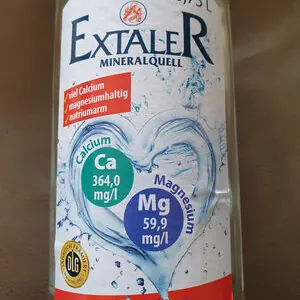 EXTALER
MINERALQUELL
✓ viel Calcium
✓ magnesiumhaltig
✓ natriumarm
Calcium
Ca
364,0
mg/l
Magnesium
Mg
59,9
mg/l
DLG